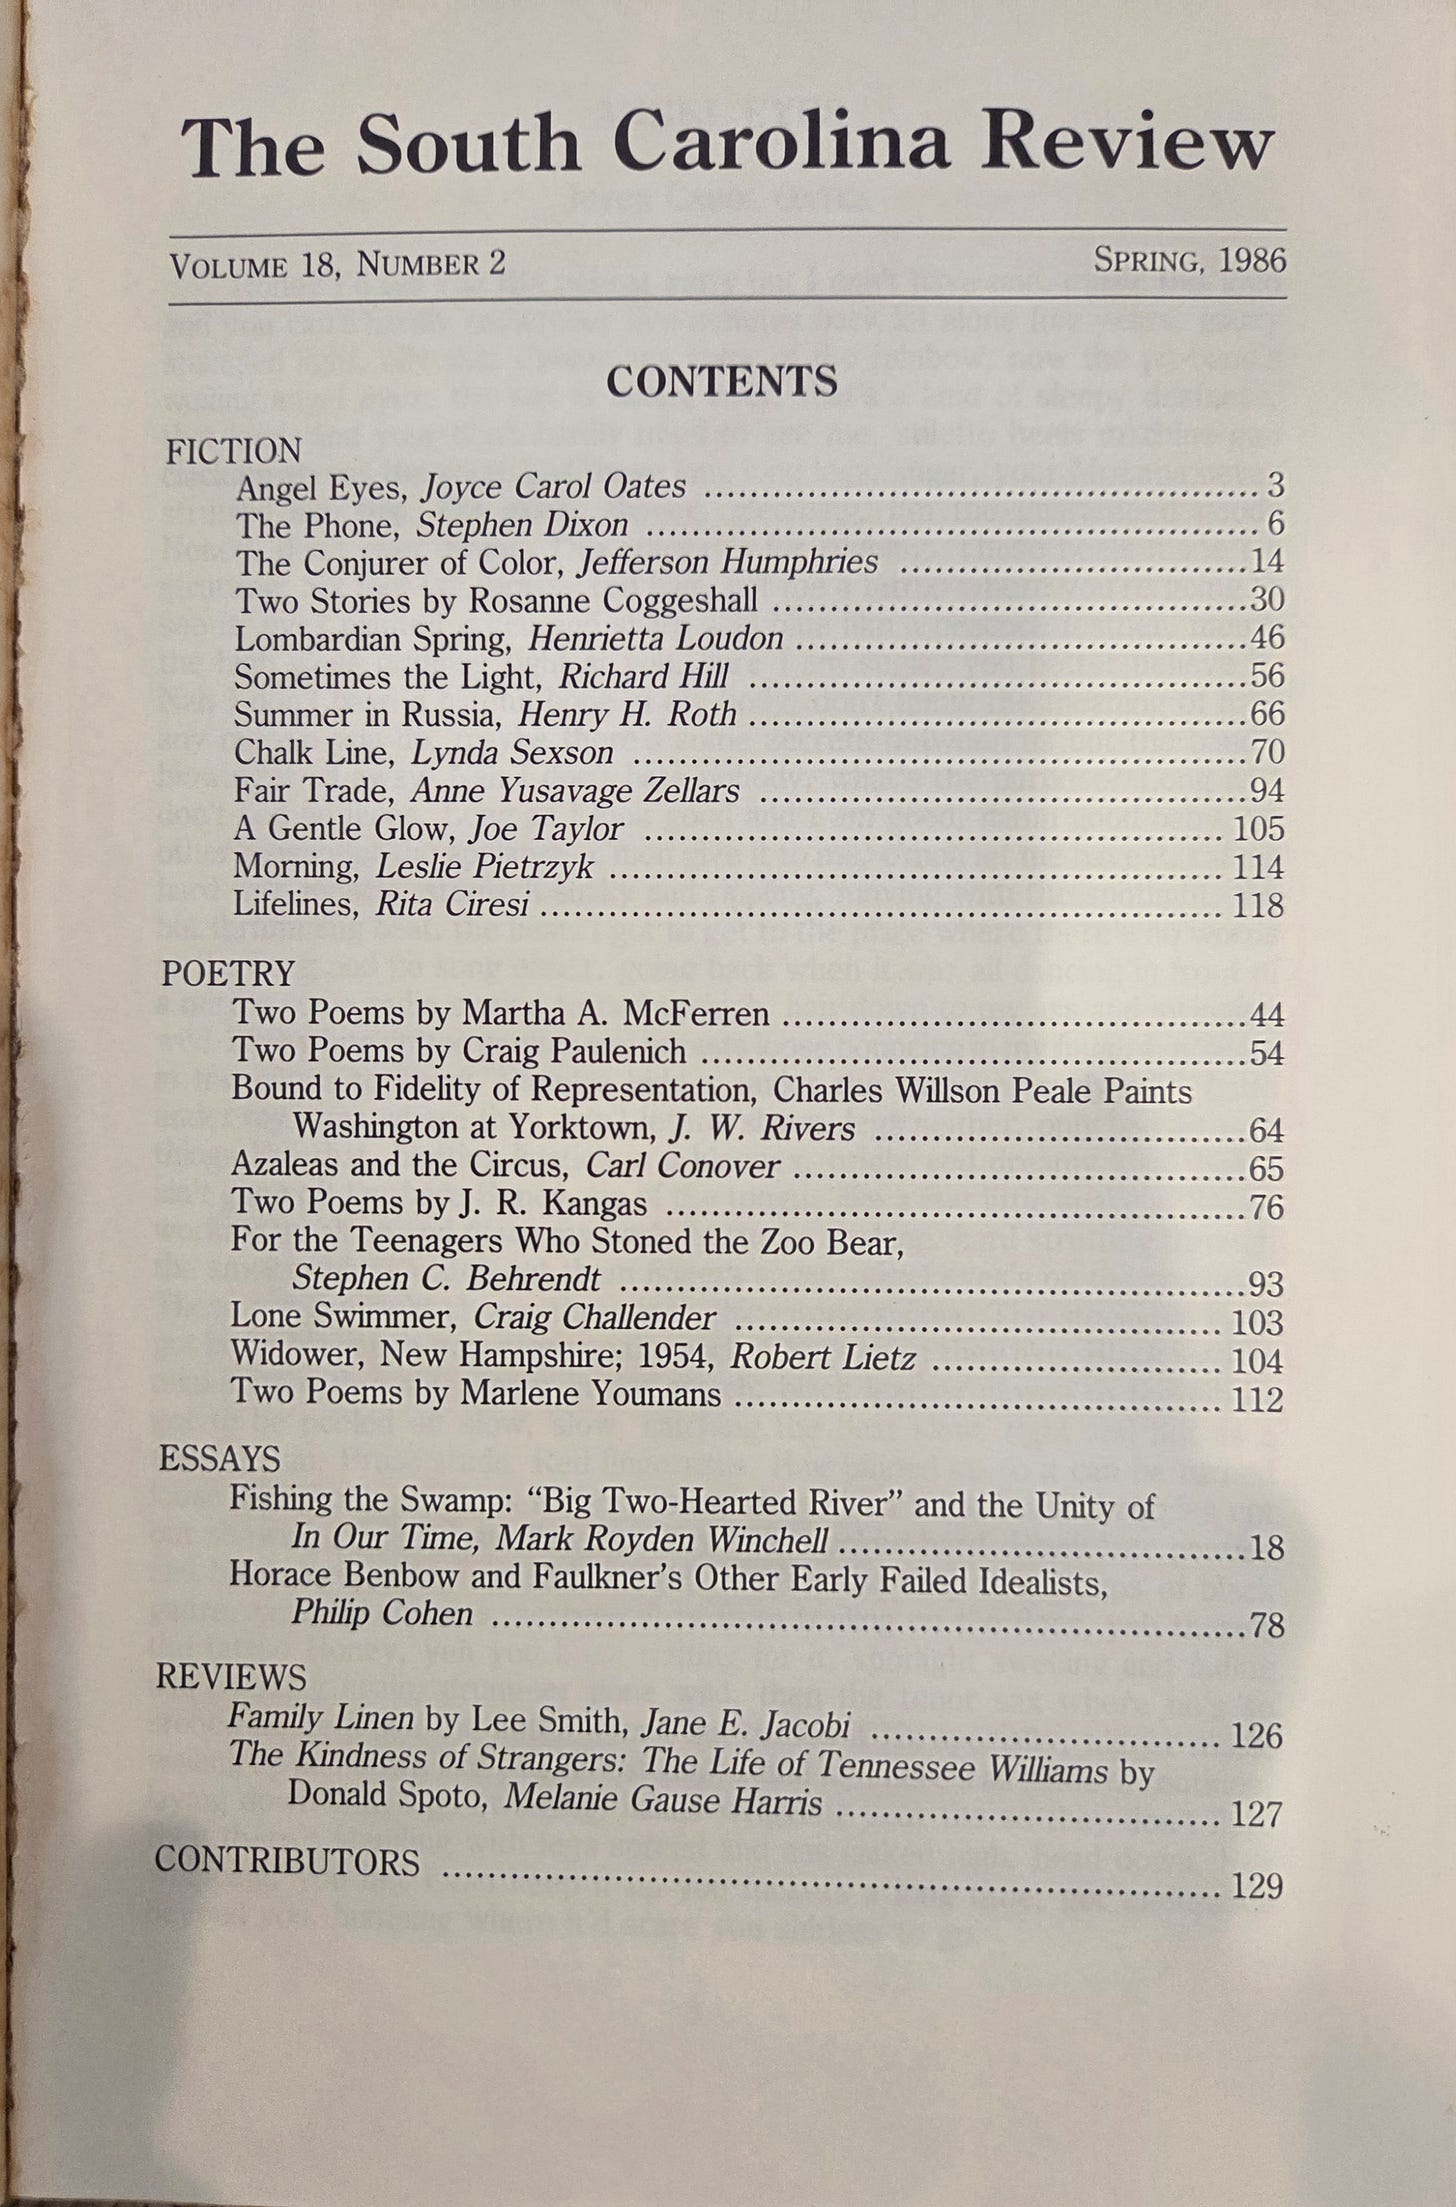 The South Carolina Review
VOLUME 18, NUMBER 2 SPRING, 1986
CONTENTS
FICTION
Angel Eyes, Joyce Carol Oates ........ 3
The Phone, Stephen Dixon ........ 6
The Conjurer of Color, Jefferson Humphries ........ 14
Two Stories by Rosanne Coggeshall ........ 30
Lombardian Spring, Henrietta Loudon ........ 46
Sometimes the Light, Richard Hill ........ 56
Summer in Russia, Henry H. Roth ........ 66
Chalk Line, Lynda Sexson ........ 70
Fair Trade, Anne Yusavage Zellars ........ 94
A Gentle Glow, Joe Taylor ........ 105
Morning, Leslie Pietrzyk ........ 114
Lifelines, Rita Ciresi ........ 118
POETRY
Two Poems by Martha A. McFerren ........ 44
Two Poems by Craig Paulenich ........ 54
Bound to Fidelity of Representation, Charles Willson Peale Paints
Washington at Yorktown, J. W. Rivers ........ 64
Azaleas and the Circus, Carl Conover ........ 65
Two Poems by J. R. Kangas ........ 76
For the Teenagers Who Stoned the Zoo Bear,
Stephen C. Behrendt ........ 93
Lone Swimmer, Craig Challender ........ 103
Widower, New Hampshire; 1954, Robert Lietz ........ 104
Two Poems by Marlene Youmans ........ 112
ESSAYS
Fishing the Swamp: “Big Two-Hearted River” and the Unity of
In Our Time, Mark Royden Winchell ........ 18
Horace Benbow and Faulkner’s Other Early Failed Idealists,
Philip Cohen ........ 78
REVIEWS
Family Linen by Lee Smith, Jane E. Jacobi ........ 126
The Kindness of Strangers: The Life of Tennessee Williams by
Donald Spoto, Melanie Gause Harris ........ 127
CONTRIBUTORS ........ 129